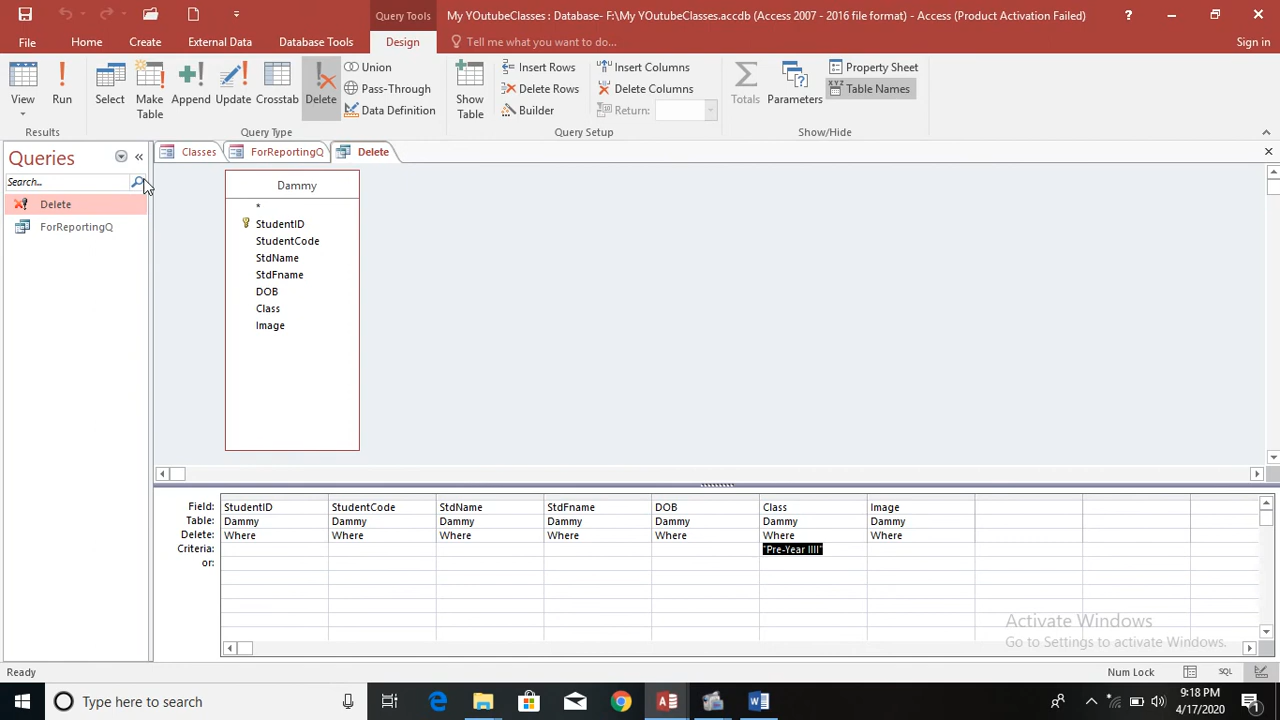 Query Tools
My YOutubeClasses : Database- F:\My YOutubeClasses.accdb (Access 2007 - 2016 file format) - Access (Product Activation Failed)
?
File
Home
Create
External Data
Database Tools
Design
Tell me what you want to do...
Sign in
View
Run
Select
Make Table
Append
Update
Crosstab
Delete
Union
Pass-Through
Data Definition
Show Table
Insert Rows
Delete Rows
Builder
Insert Columns
Delete Columns
Return:
Totals
Parameters
Property Sheet
Table Names
Results
Query Type
Query Setup
Show/Hide
Queries
Search...
Delete
ForReportingQ
Classes
ForReportingQ
Delete
Dammy
*
StudentID
StudentCode
StdName
StdFname
DOB
Class
Image
Field: StudentID StudentCode StdName StdFname DOB Class Image
Table: Dammy Dammy Dammy Dammy Dammy Dammy Dammy
Delete: Where Where Where Where Where Where Where
Criteria: "Pre-Year IIII"
or:
Activate Windows
Go to Settings to activate Windows.
Ready
Num Lock
SQL
Type here to search
9:18 PM
4/17/2020
1